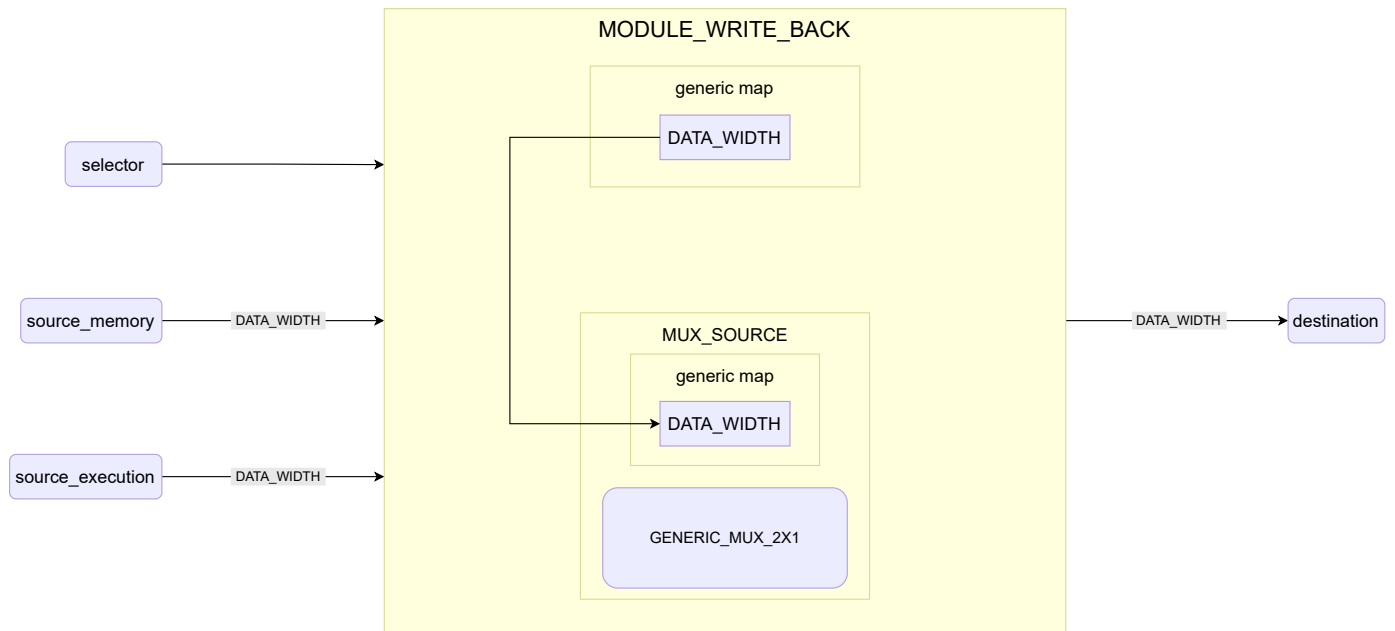 MODULE_WRITE_BACK
generic map
DATA_WIDTH
selector
source_memory
DATA_WIDTH
DATA_WIDTH
destination
MUX_SOURCE
generic map
DATA_WIDTH
source_execution
DATA_WIDTH
GENERIC_MUX_2X1